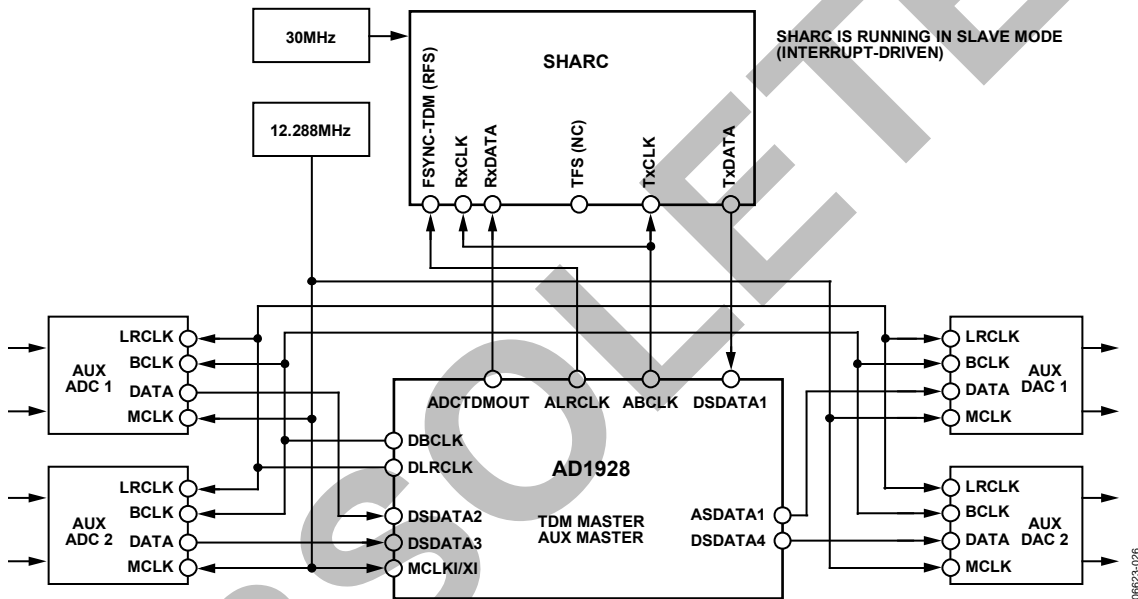 30MHz
12.288MHz
SHARC
SHARC IS RUNNING IN SLAVE MODE
(INTERRUPT-DRIVEN)
FSYNC-TDM (RFS)
RxCLK
RxDATA
TFS (NC)
TxCLK
TxDATA
AUX
ADC 1
LRCLK
BCLK
DATA
MCLK
AUX
ADC 2
LRCLK
BCLK
DATA
MCLK
ADCTDMOUT
ALRCLK
ABCLK
DSDATA1
DBCLK
DLRCLK
DSDATA2
DSDATA3
MCLKI/XI
AD1928
TDM MASTER
AUX MASTER
ASDATA1
DSDATA4
LRCLK
BCLK
DATA
MCLK
AUX
DAC 1
LRCLK
BCLK
DATA
MCLK
AUX
DAC 2
06623-026
OBSOLETE